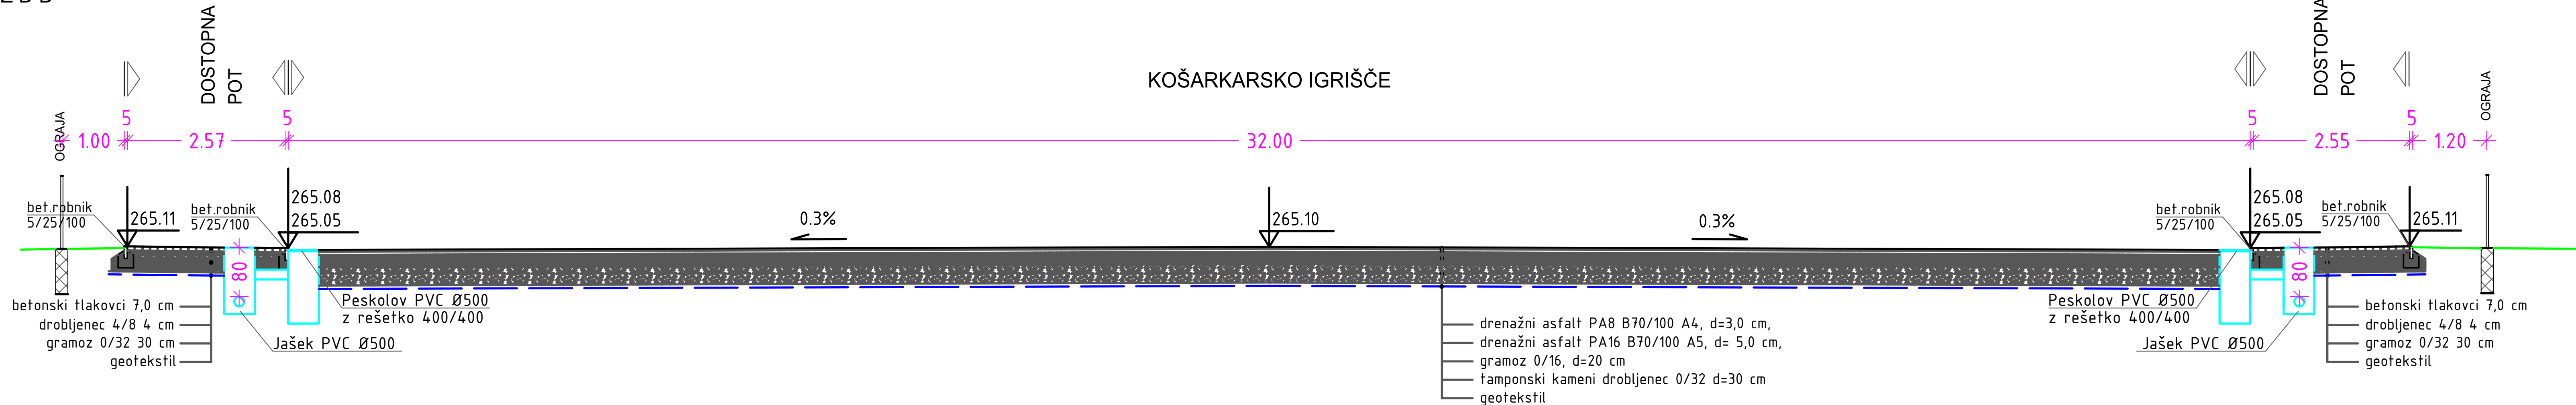 DOSTOPNA
POT
KOŠARKARSKO IGRIŠČE
DOSTOPNA
POT
OGRAJA
1.00
5
2.57
5
32.00
5
2.55
5
1.20
OGRAJA
bet.robnik
5/25/100
265.11
bet.robnik
5/25/100
265.08
265.05
0.3%
265.10
0.3%
bet.robnik
5/25/100
265.08
265.05
bet.robnik
5/25/100
265.11
80
80
betonski tlakovci 7,0 cm
drobljenec 4/8 4 cm
gramoz 0/32 30 cm
geotekstil
Jašek PVC Ø500
Peskolov PVC Ø500
z rešetko 400/400
drenažni asfalt PA8 B70/100 A4, d=3,0 cm,
drenažni asfalt PA16 B70/100 A5, d= 5,0 cm,
gramoz 0/16, d=20 cm
tamponski kameni drobljenec 0/32 d=30 cm
geotekstil
Peskolov PVC Ø500
z rešetko 400/400
Jašek PVC Ø500
betonski tlakovci 7,0 cm
drobljenec 4/8 4 cm
gramoz 0/32 30 cm
geotekstil